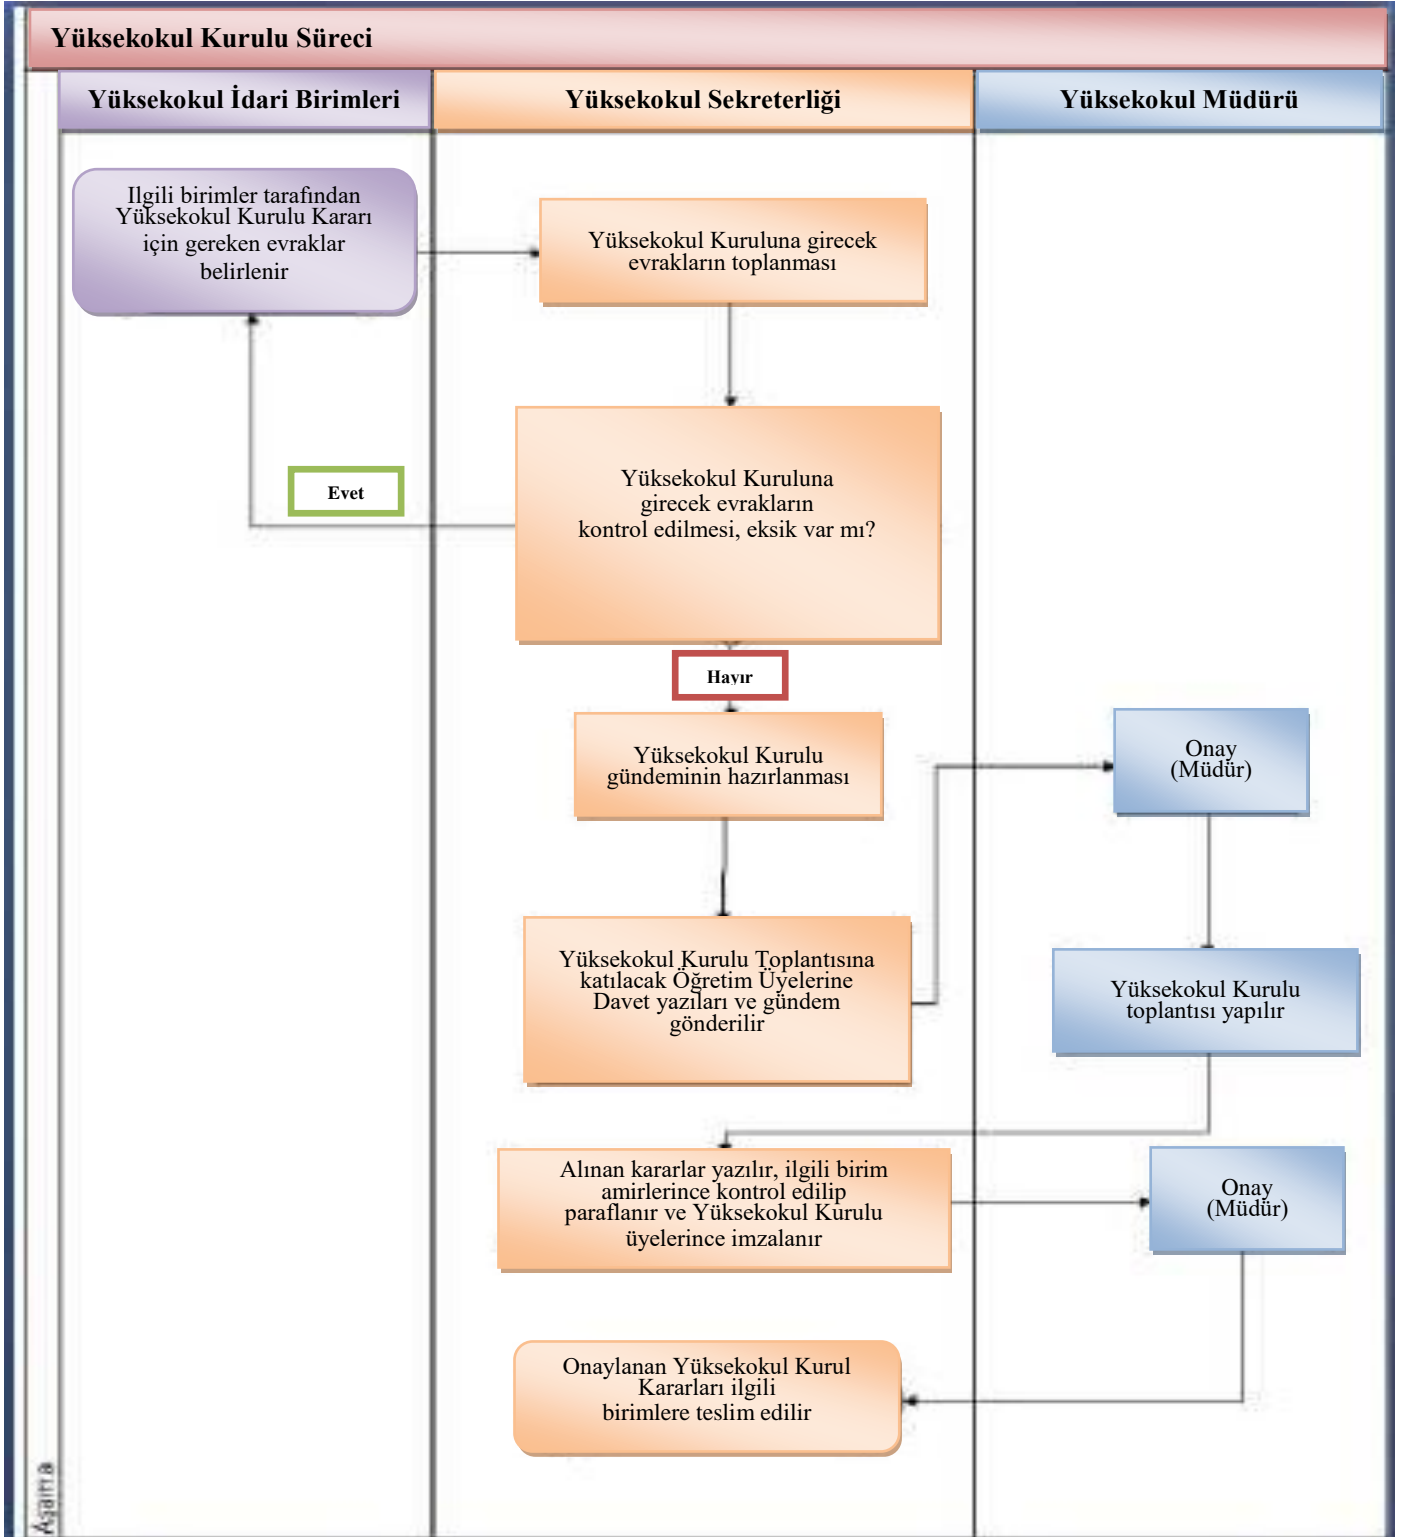 Yüksekokul Kurulu Süreci
Yüksekokul İdari Birimleri
Yüksekokul Sekreterliği
Yüksekokul Müdürü
Ilgili birimler tarafından
Yüksekokul Kurulu Kararı
için gereken evraklar
belirlenir
Yüksekokul Kuruluna girecek
evrakların toplanması
Yüksekokul Kuruluna
girecek evrakların
kontrol edilmesi, eksik var mı?
Evet
Hayır
Yüksekokul Kurulu
gündeminin hazırlanması
Onay
(Müdür)
Yüksekokul Kurulu Toplantısına
katılacak Öğretim Üyelerine
Davet yazıları ve gündem
gönderilir
Yüksekokul Kurulu
toplantısı yapılır
Alınan kararlar yazılır, ilgili birim
amirlerince kontrol edilip
paraflanır ve Yüksekokul Kurulu
üyelerince imzalanır
Onay
(Müdür)
Onaylanan Yüksekokul Kurul
Kararları ilgili
birimlere teslim edilir
Aşama